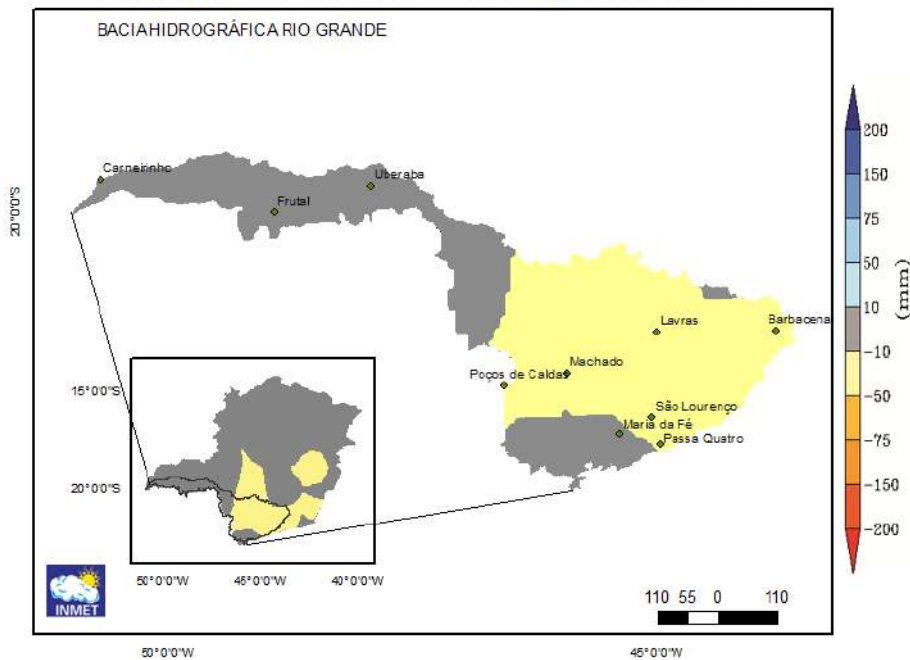 BACIAHIDROGRÁFICA RIO GRANDE
20°0'0"S
Carneirinho
Uberaba
Frutal
Lavras
Barbacena
Machado
Poços de Caldas
São Lourenço
Maria da Fé
Passa Quatro
15°0'0"S
20°0'0"S
50°0'0"W
45°0'0"W
40°0'0"W
INMET
110 55 0 110
50°0'0"W
45°0'0"W
200
150
75
50
10
-10
-50
-75
-150
-200
(mm)